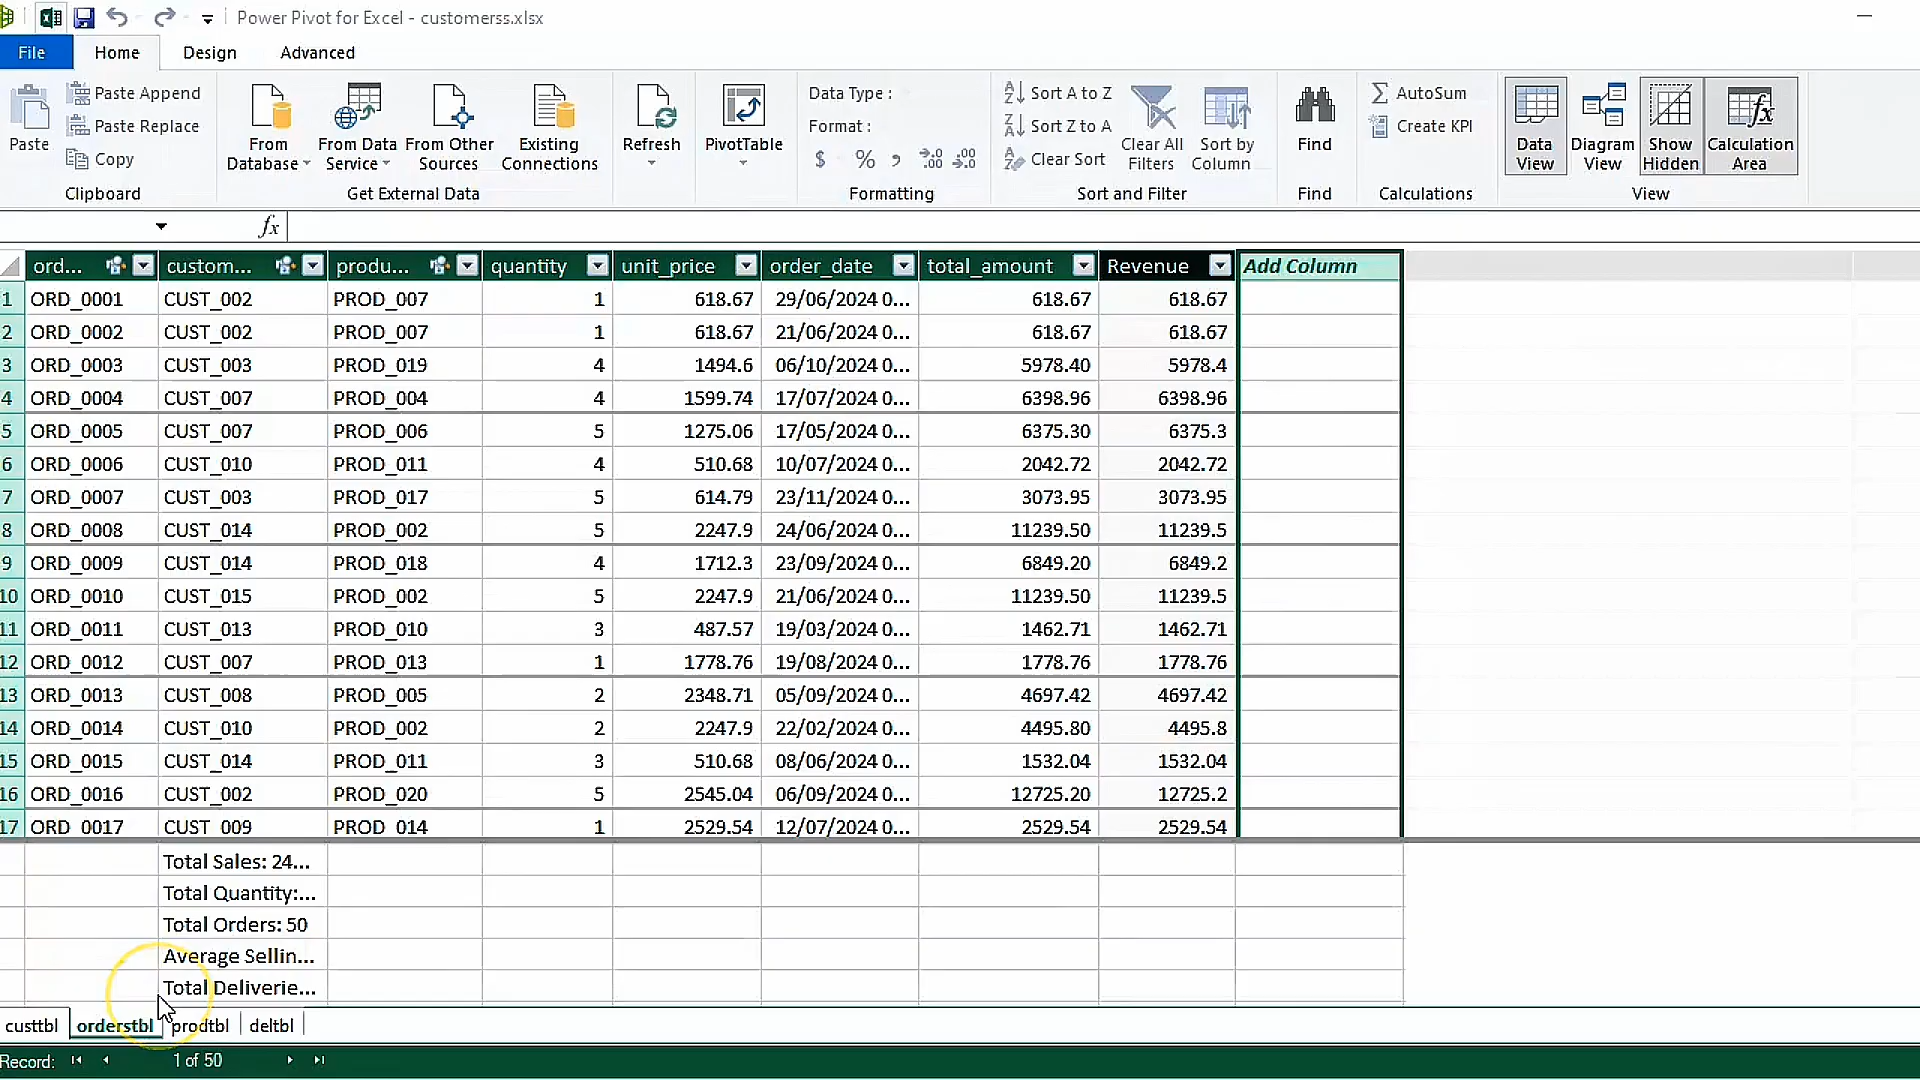 Power Pivot for Excel - customerss.xlsx
File Home Design Advanced
Paste
Paste Append
Paste Replace
Copy
Clipboard
From Database
From Data Service
From Other Sources
Existing Connections
Get External Data
Refresh
PivotTable
Data Type :
Format :
$ % , .00 .00
Formatting
Sort A to Z
Sort Z to A
Clear Sort
Clear All Filters
Sort by Column
Sort and Filter
Find
Find
AutoSum
Create KPI
Calculations
Data View
Diagram View
Show Hidden
Calculation Area
View
fx
ord... custom... produ... quantity unit_price order_date total_amount Revenue Add Column
1 ORD_0001 CUST_002 PROD_007 1 618.67 29/06/2024 0... 618.67 618.67
2 ORD_0002 CUST_002 PROD_007 1 618.67 21/06/2024 0... 618.67 618.67
3 ORD_0003 CUST_003 PROD_019 4 1494.6 06/10/2024 0... 5978.40 5978.4
4 ORD_0004 CUST_007 PROD_004 4 1599.74 17/07/2024 0... 6398.96 6398.96
5 ORD_0005 CUST_007 PROD_006 5 1275.06 17/05/2024 0... 6375.30 6375.3
6 ORD_0006 CUST_010 PROD_011 4 510.68 10/07/2024 0... 2042.72 2042.72
7 ORD_0007 CUST_003 PROD_017 5 614.79 23/11/2024 0... 3073.95 3073.95
8 ORD_0008 CUST_014 PROD_002 5 2247.9 24/06/2024 0... 11239.50 11239.5
9 ORD_0009 CUST_014 PROD_018 4 1712.3 23/09/2024 0... 6849.20 6849.2
10 ORD_0010 CUST_015 PROD_002 5 2247.9 21/06/2024 0... 11239.50 11239.5
11 ORD_0011 CUST_013 PROD_010 3 487.57 19/03/2024 0... 1462.71 1462.71
12 ORD_0012 CUST_007 PROD_013 1 1778.76 19/08/2024 0... 1778.76 1778.76
13 ORD_0013 CUST_008 PROD_005 2 2348.71 05/09/2024 0... 4697.42 4697.42
14 ORD_0014 CUST_010 PROD_002 2 2247.9 22/02/2024 0... 4495.80 4495.8
15 ORD_0015 CUST_014 PROD_011 3 510.68 08/06/2024 0... 1532.04 1532.04
16 ORD_0016 CUST_002 PROD_020 5 2545.04 06/09/2024 0... 12725.20 12725.2
17 ORD_0017 CUST_009 PROD_014 1 2529.54 12/07/2024 0... 2529.54 2529.54
Total Sales: 24...
Total Quantity:...
Total Orders: 50
Average Sellin...
Total Deliverie...
custtbl orderstbl prodtbl deltbl
Record: 1 of 50